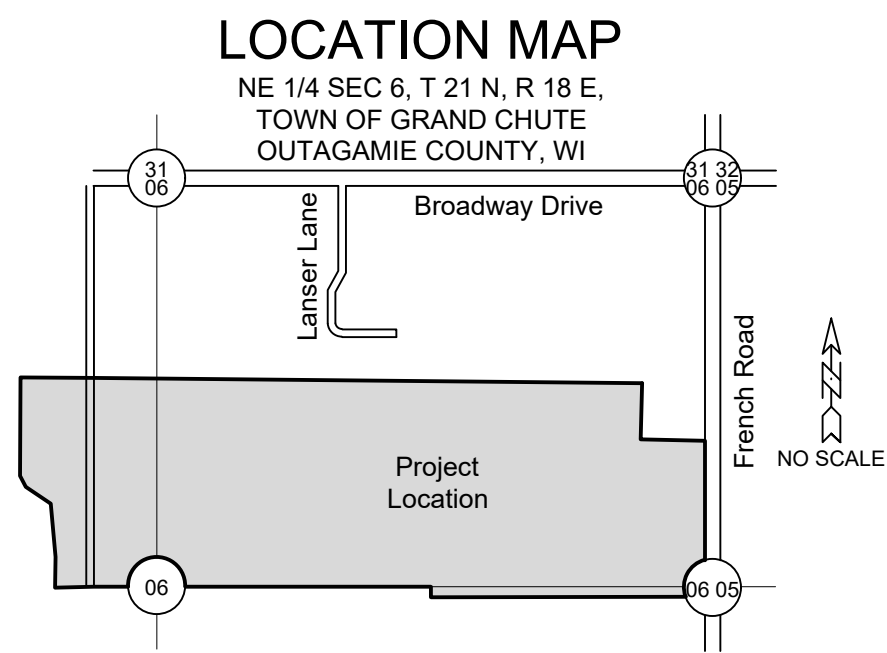 LOCATION MAP
NE 1/4 SEC 6, T 21 N, R 18 E,
TOWN OF GRAND CHUTE
OUTAGAMIE COUNTY, WI
31
06
31 32
06 05
Broadway Drive
Lanser Lane
French Road
N
NO SCALE
Project
Location
06
06 05